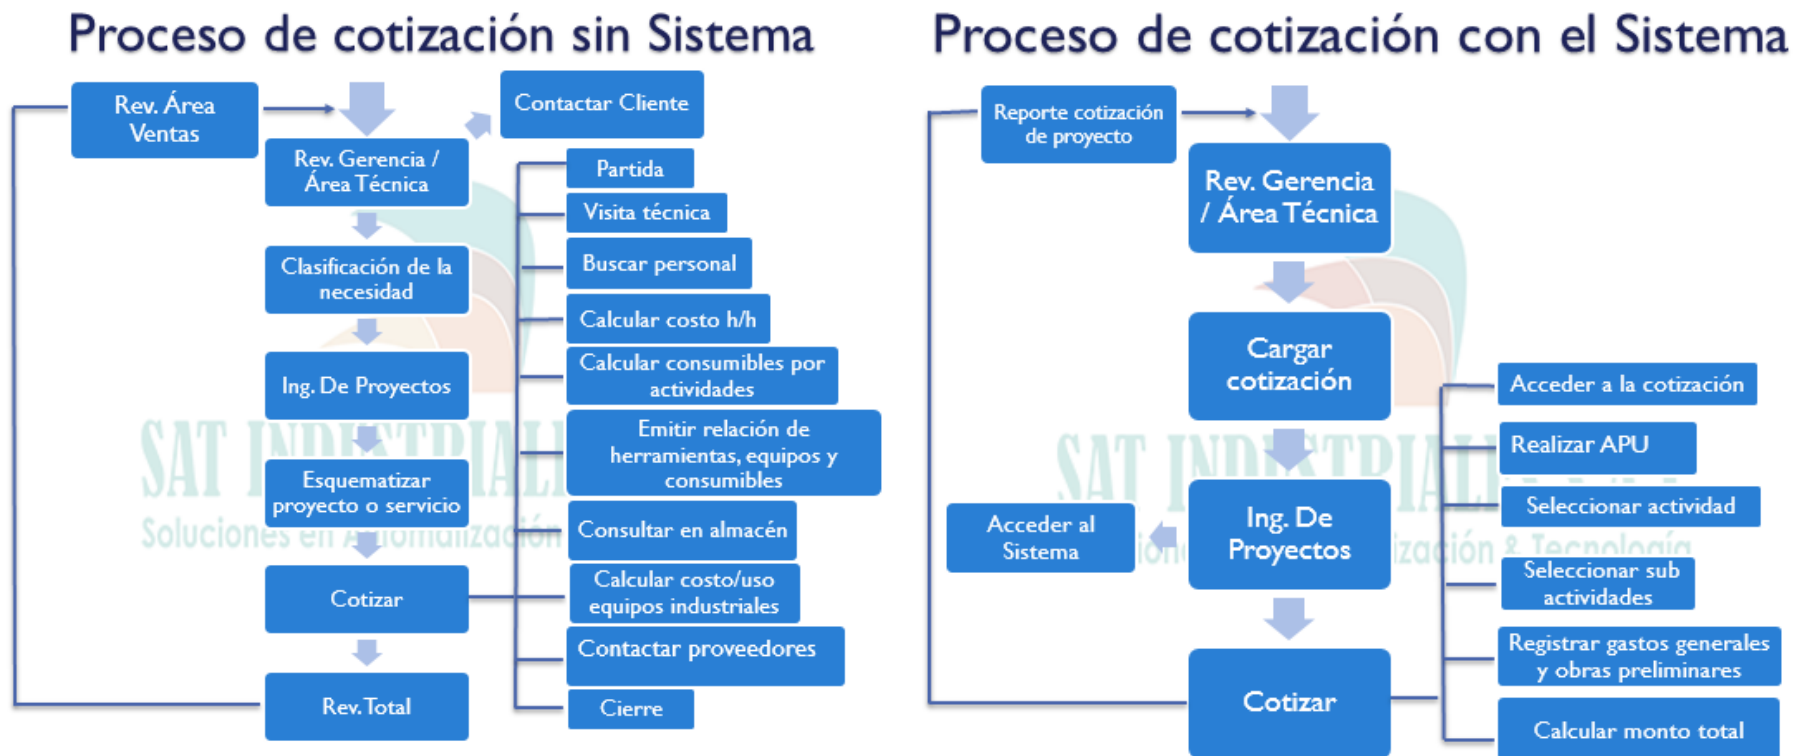 Proceso de cotización sin Sistema
Rev. Área
Ventas
Contactar Cliente
Rev. Gerencia /
Área Técnica
Clasificación de la
necesidad
Ing. De Proyectos
Esquematizar
proyecto o servicio
Cotizar
Rev. Total
Partida
Visita técnica
Buscar personal
Calcular costo h/h
Calcular consumibles por
actividades
Emitir relación de
herramientas, equipos y
consumibles
Consultar en almacén
Calcular costo/uso
equipos industriales
Contactar proveedores
Cierre
SAT
Soluciones en
Proceso de cotización con el Sistema
Reporte cotización
de proyecto
Rev. Gerencia
/ Área Técnica
Cargar
cotización
Ing. De
Proyectos
Acceder al
Sistema
Cotizar
Acceder a la cotización
Realizar APU
Seleccionar actividad
Seleccionar sub
actividades
Registrar gastos generales
y obras preliminares
Calcular monto total
SAT
& Tecnología